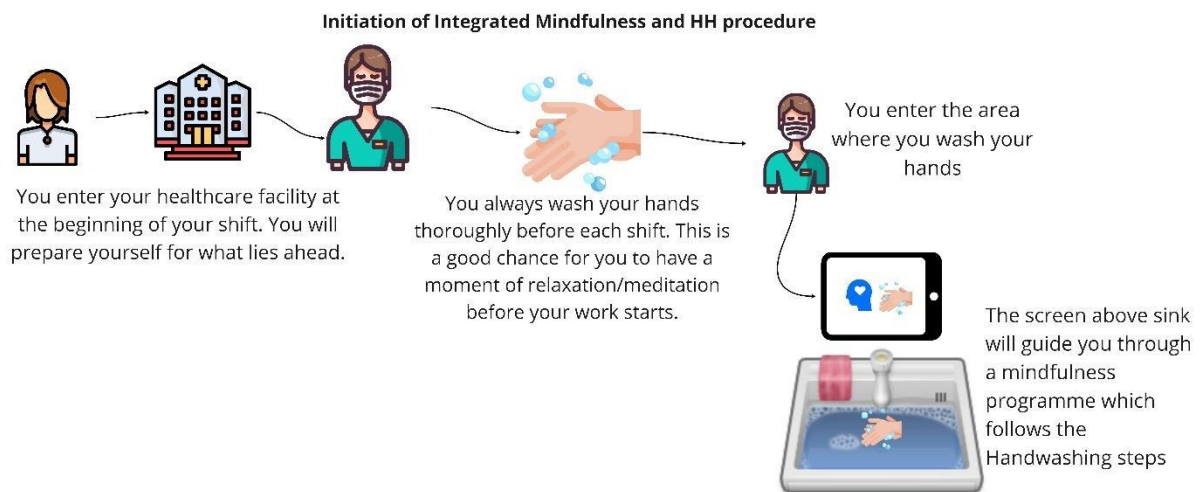 Initiation of Integrated Mindfulness and HH procedure
You enter your healthcare facility at
the beginning of your shift. You will
prepare yourself for what lies ahead.
You always wash your hands
thoroughly before each shift. This is
a good chance for you to have a
moment of relaxation/meditation
before your work starts.
You enter the area
where you wash your
hands
The screen above sink
will guide you through
a mindfulness
programme which
follows the
Handwashing steps